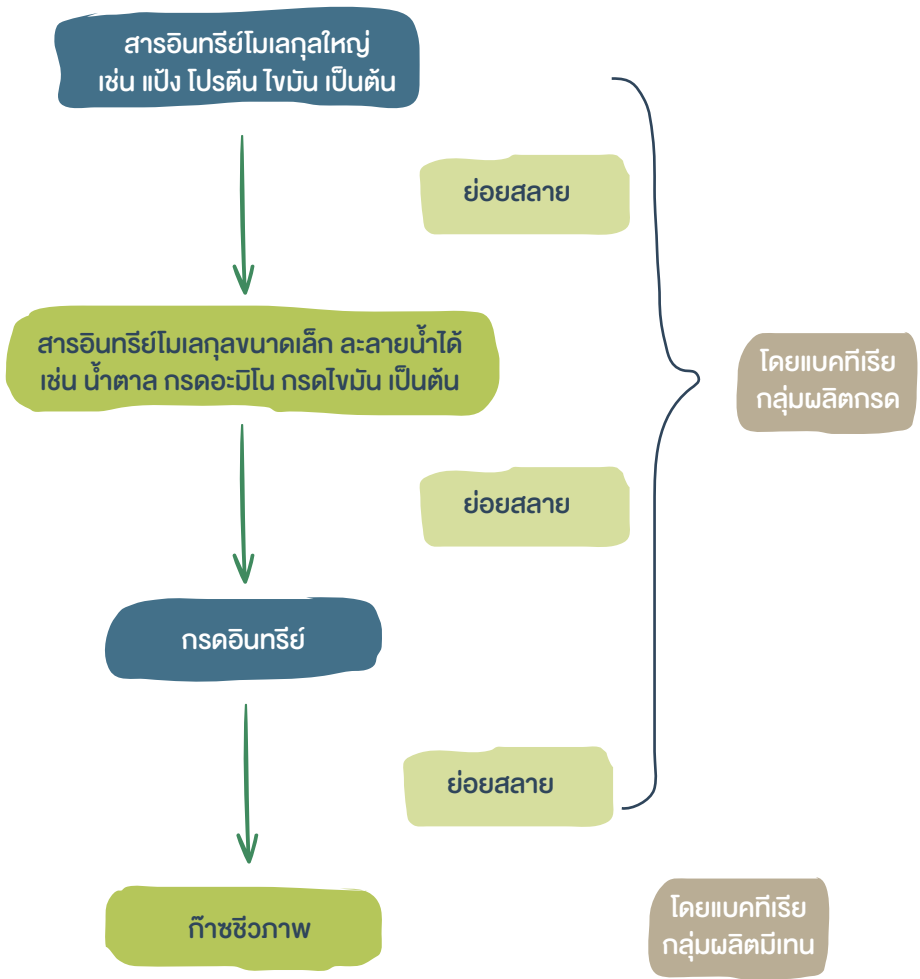 สารอินทรีย์โมเลกุลใหญ่
เช่น แป้ง โปรตีน ไขมัน เป็นต้น
ย่อยสลาย
สารอินทรีย์โมเลกุลขนาดเล็ก ละลายน้ำได้
เช่น น้ำตาล กรดอะมิโน กรดไขมัน เป็นต้น
โดยแบคทีเรีย
กลุ่มผลิตกรด
ย่อยสลาย
กรดอินทรีย์
ย่อยสลาย
ก๊าซชีวภาพ
โดยแบคทีเรีย
กลุ่มผลิตมีเทน